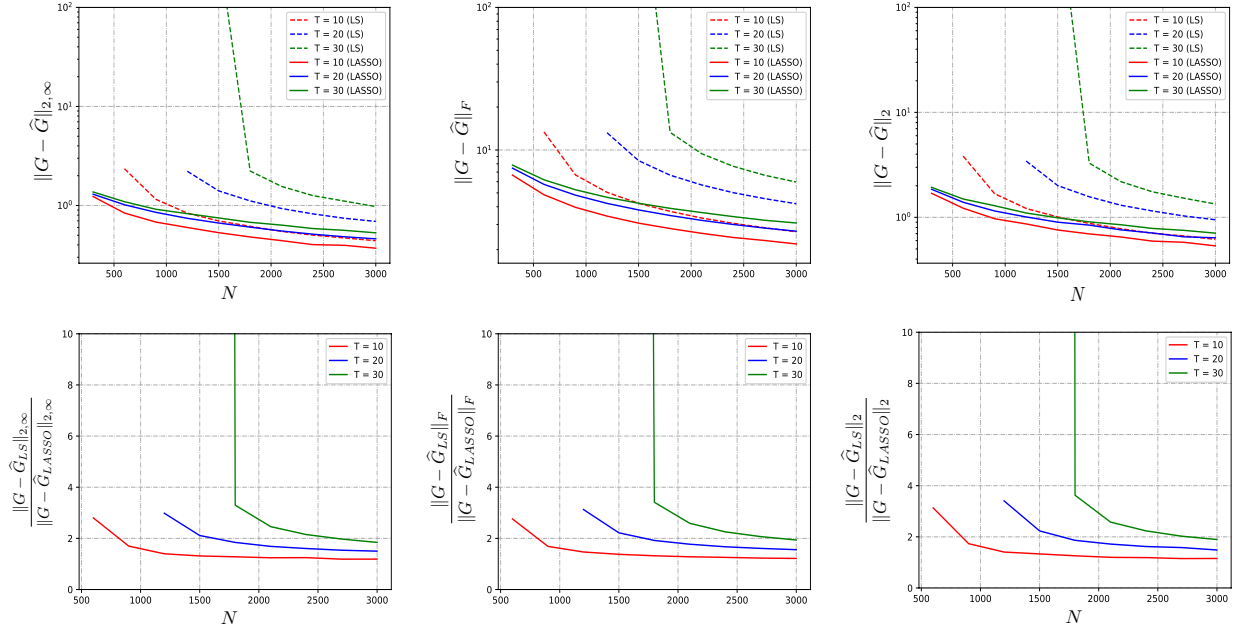 10²
10¹
10⁰
500
1000
1500
2000
2500
3000
N
||G − Ĝ||₂,∞
T = 10 (LS)
T = 20 (LS)
T = 30 (LS)
T = 10 (LASSO)
T = 20 (LASSO)
T = 30 (LASSO)
10²
10¹
500
1000
1500
2000
2500
3000
||G − Ĝ||F
T = 10 (LS)
T = 20 (LS)
T = 30 (LS)
T = 10 (LASSO)
T = 20 (LASSO)
T = 30 (LASSO)
10²
10¹
10⁰
500
1000
1500
2000
2500
3000
N
||G − Ĝ||₂
T = 10 (LS)
T = 20 (LS)
T = 30 (LS)
T = 10 (LASSO)
T = 20 (LASSO)
T = 30 (LASSO)
10
8
6
4
2
0
500
1000
1500
2000
2500
3000
N
||G − ĜLS||₂,∞
||G − ĜLASSO||₂,∞
T = 10
T = 20
T = 30
10
8
6
4
2
0
500
1000
1500
2000
2500
3000
||G − ĜLS||F
||G − ĜLASSO||F
T = 10
T = 20
T = 30
10
8
6
4
2
0
500
1000
1500
2000
2500
3000
N
||G − ĜLS||₂
||G − ĜLASSO||₂
T = 10
T = 20
T = 30